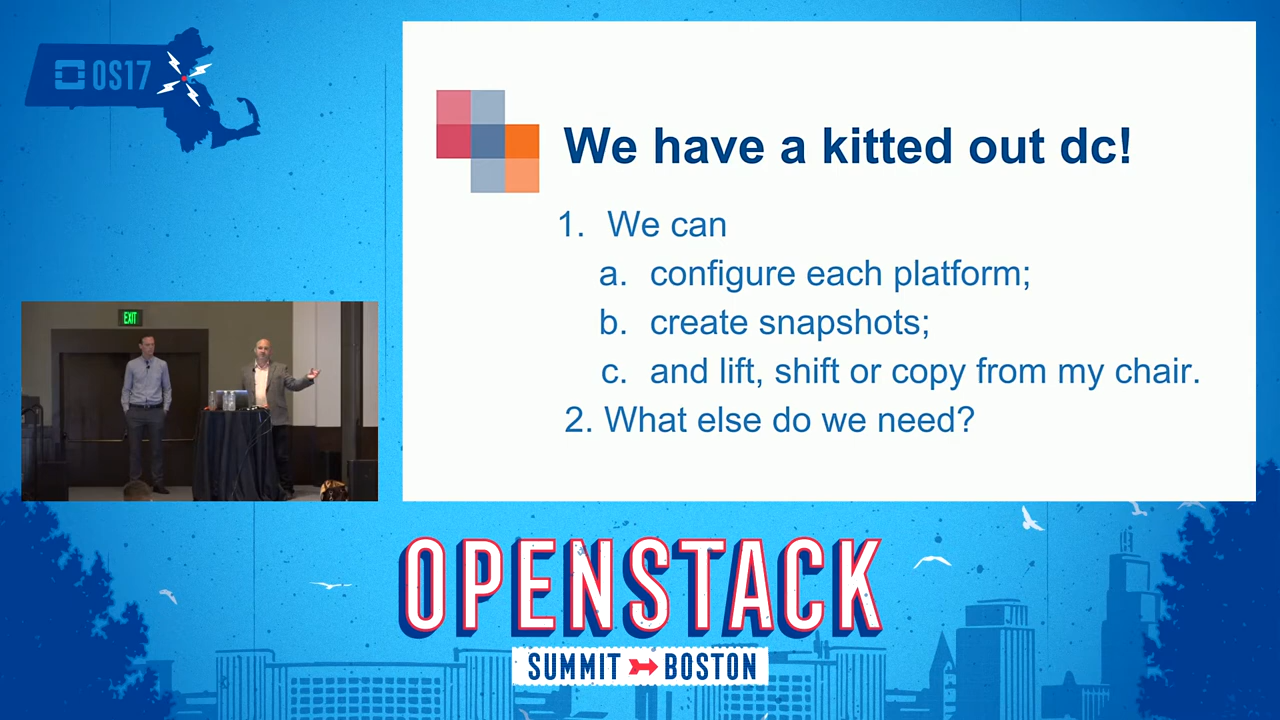 OS17
We have a kitted out dc!
1. We can
a. configure each platform;
b. create snapshots;
c. and lift, shift or copy from my chair.
2. What else do we need?
EXIT
OPENSTACK
SUMMIT BOSTON